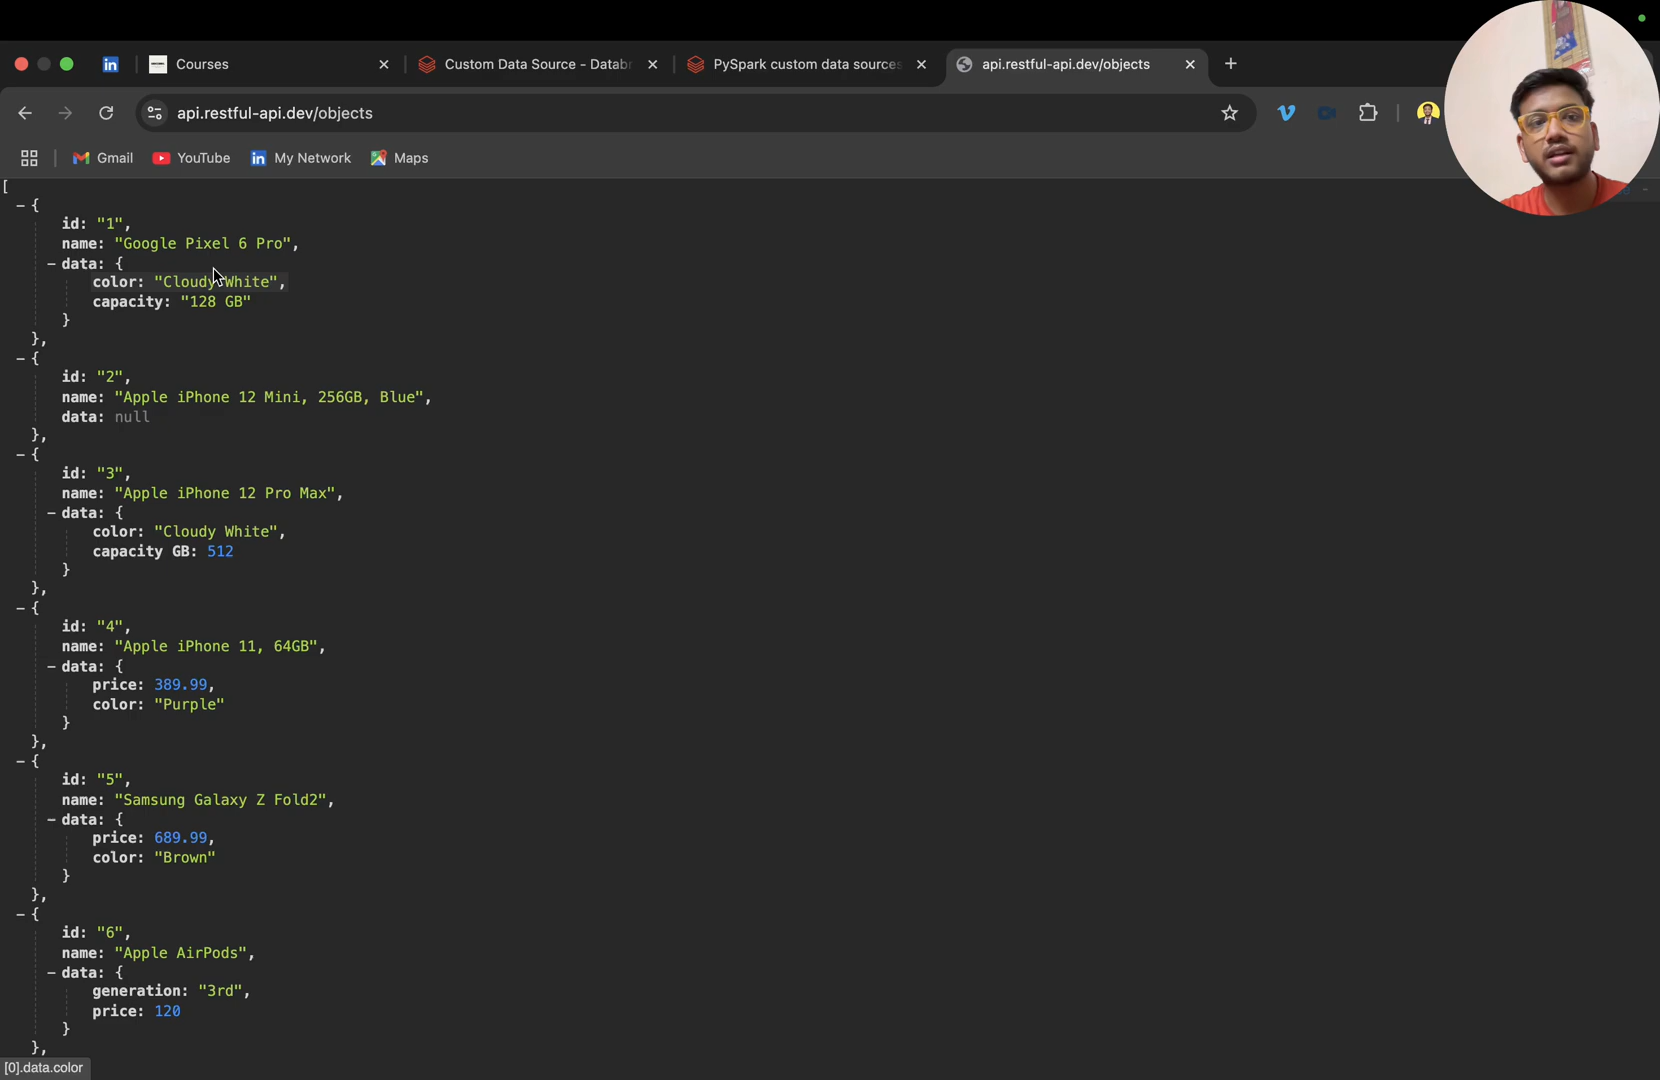 Courses
Custom Data Source - Datab
PySpark custom data sources
api.restful-api.dev/objects
api.restful-api.dev/objects
Gmail
YouTube
My Network
Maps
[
– {
id: "1",
name: "Google Pixel 6 Pro",
– data: {
color: "Cloudy White",
capacity: "128 GB"
}
},
– {
id: "2",
name: "Apple iPhone 12 Mini, 256GB, Blue",
data: null
},
– {
id: "3",
name: "Apple iPhone 12 Pro Max",
– data: {
color: "Cloudy White",
capacity GB: 512
}
},
– {
id: "4",
name: "Apple iPhone 11, 64GB",
– data: {
price: 389.99,
color: "Purple"
}
},
– {
id: "5",
name: "Samsung Galaxy Z Fold2",
– data: {
price: 689.99,
color: "Brown"
}
},
– {
id: "6",
name: "Apple AirPods",
– data: {
generation: "3rd",
price: 120
}
},
[0].data.color